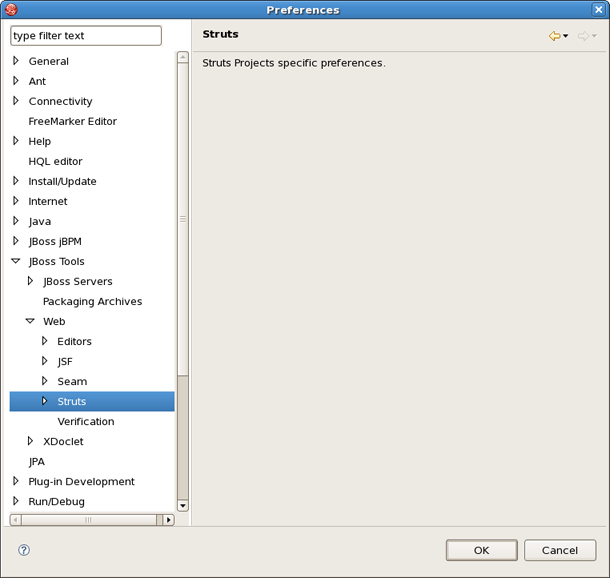 Preferences
type filter text
Struts
Struts Projects specific preferences.
General
Ant
Connectivity
FreeMarker Editor
Help
HQL editor
Install/Update
Internet
Java
JBoss jBPM
JBoss Tools
JBoss Servers
Packaging Archives
Web
Editors
JSF
Seam
Struts
Verification
XDoclet
JPA
Plug-in Development
Run/Debug
?
OK
Cancel